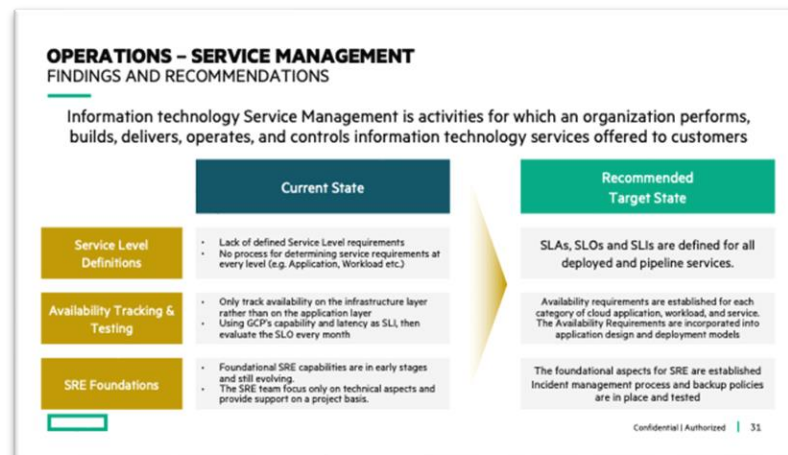 OPERATIONS – SERVICE MANAGEMENT
FINDINGS AND RECOMMENDATIONS
Information technology Service Management is activities for which an organization performs,
builds, delivers, operates, and controls information technology services offered to customers
Current State
Recommended
Target State
Service Level
Definitions
• Lack of defined Service Level requirements
• No process for determining service requirements at
every level (e.g. Application, Workload etc.)
SLAs, SLOs and SLIs are defined for all
deployed and pipeline services.
Availability Tracking &
Testing
• Only track availability on the infrastructure layer
rather than on the application layer
• Using GCP's capability and latency as SLI, then
evaluate the SLO every month
Availability requirements are established for each
category of cloud application, workload, and service.
The Availability Requirements are incorporated into
application design and deployment models
SRE Foundations
• Foundational SRE capabilities are in early stages
and still evolving.
• The SRE team focus only on technical aspects and
provide support on a project basis.
The foundational aspects for SRE are established
Incident management process and backup policies
are in place and tested
Confidential | Authorized | 31